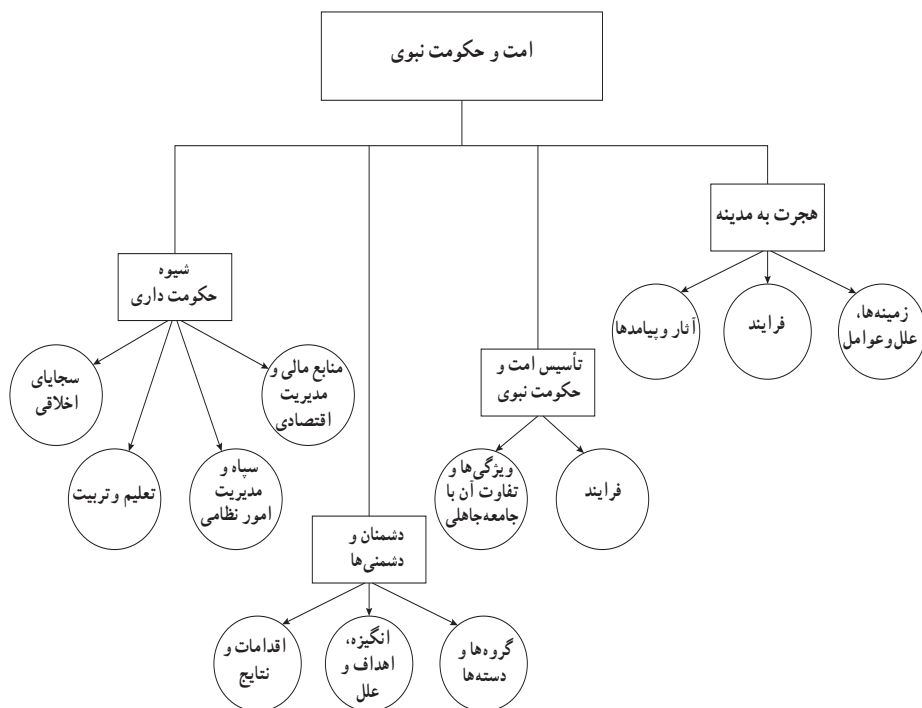 امت و حکومت نبوی
هجرت به مدینه
زمینه‌ها،
علل و عوامل
فرایند
آثار و پیامدها
تأسیس امت و
حکومت نبوی
فرایند
ویژگی‌ها و
تفاوت آن با
جامعه جاهلی
دشمنان و
دشمنی‌ها
گروه‌ها و
دسته‌ها
انگیزه،
اهداف و
علل
اقدامات و
نتایج
شیوه
حکومت داری
منابع مالی و
مدیریت
اقتصادی
سپاه و
مدیریت
امور نظامی
تعلیم و تربیت
سجایای
اخلاقی